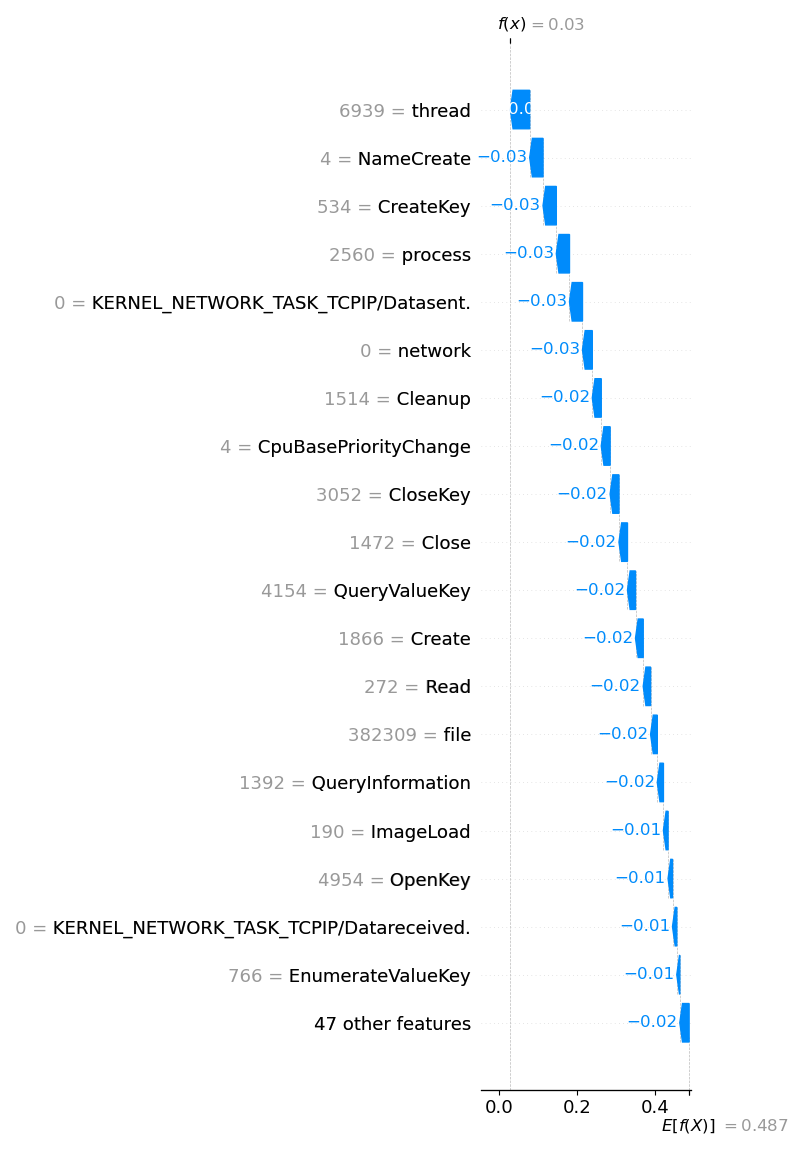 f(x) = 0.03
6939 = thread
4 = NameCreate −0.03
534 = CreateKey −0.03
2560 = process −0.03
0 = KERNEL_NETWORK_TASK_TCPIP/Datasent. −0.03
0 = network −0.03
1514 = Cleanup −0.02
4 = CpuBasePriorityChange −0.02
3052 = CloseKey −0.02
1472 = Close −0.02
4154 = QueryValueKey −0.02
1866 = Create −0.02
272 = Read −0.02
382309 = file −0.02
1392 = QueryInformation −0.02
190 = ImageLoad −0.01
4954 = OpenKey −0.01
0 = KERNEL_NETWORK_TASK_TCPIP/Datareceived. −0.01
766 = EnumerateValueKey −0.01
47 other features −0.02
0.0 0.2 0.4
E[f(X)] = 0.487